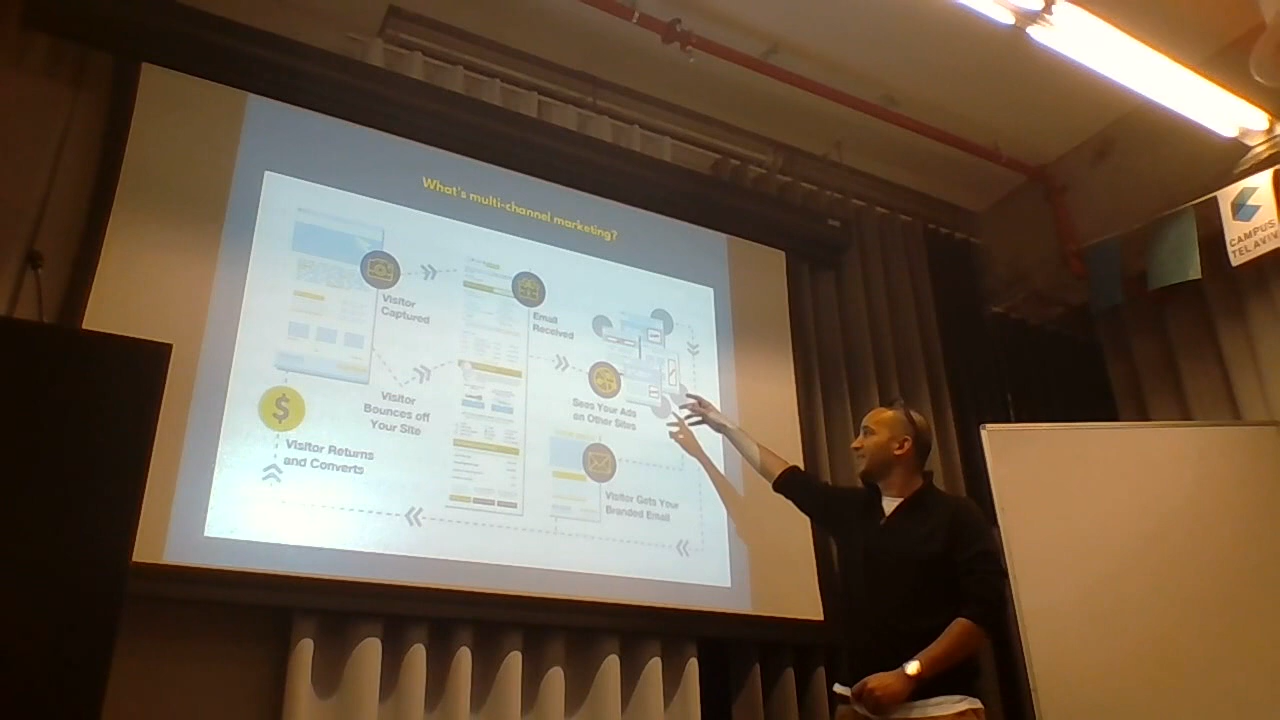 What's multi-channel marketing?
Visitor
Captured
Email
Received
Visitor
Bounces off
Your Site
Sees Your Ads
on Other Sites
Visitor Returns
and Converts
$
Visitor Gets Your
Branded Email
CAMPUS
TEL AVIV